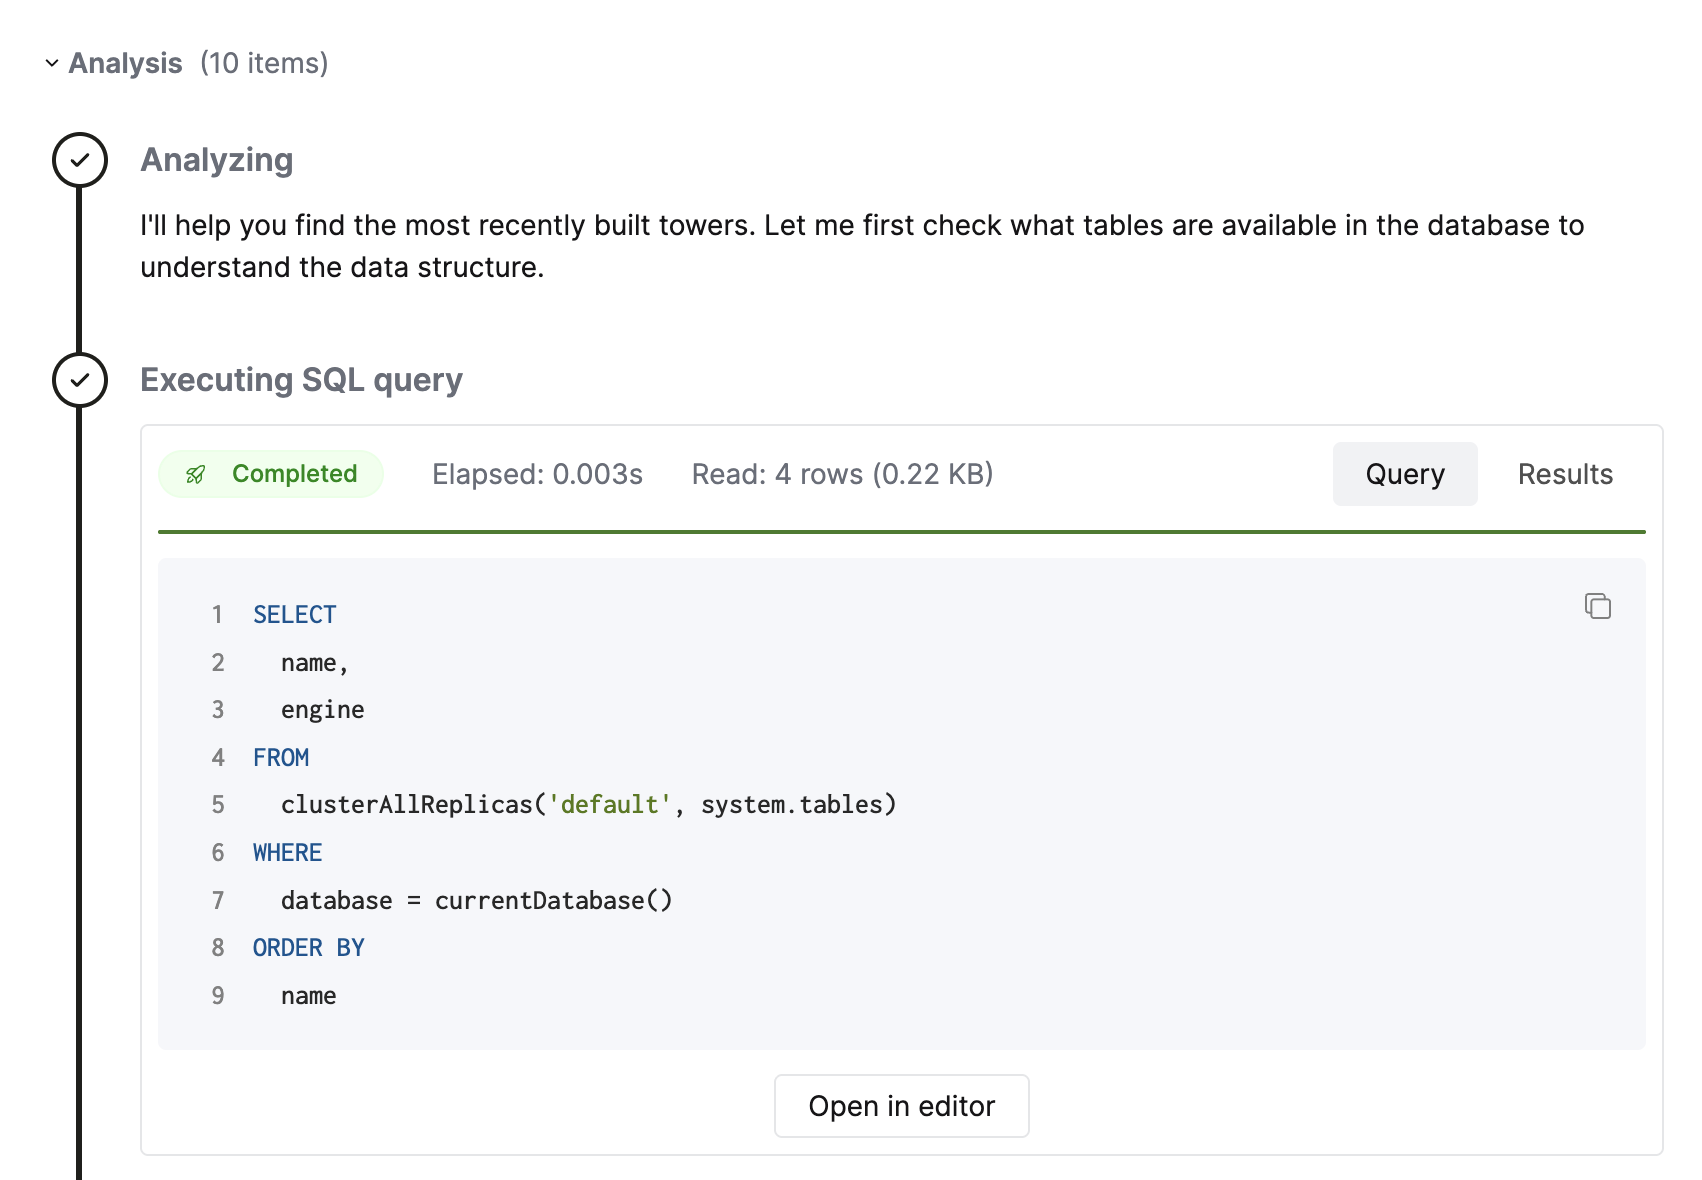 Analysis (10 items)
Analyzing
I'll help you find the most recently built towers. Let me first check what tables are available in the database to
understand the data structure.
Executing SQL query
Completed Elapsed: 0.003s Read: 4 rows (0.22 KB) Query Results
1 SELECT
2   name,
3   engine
4 FROM
5   clusterAllReplicas('default', system.tables)
6 WHERE
7   database = currentDatabase()
8 ORDER BY
9   name
Open in editor